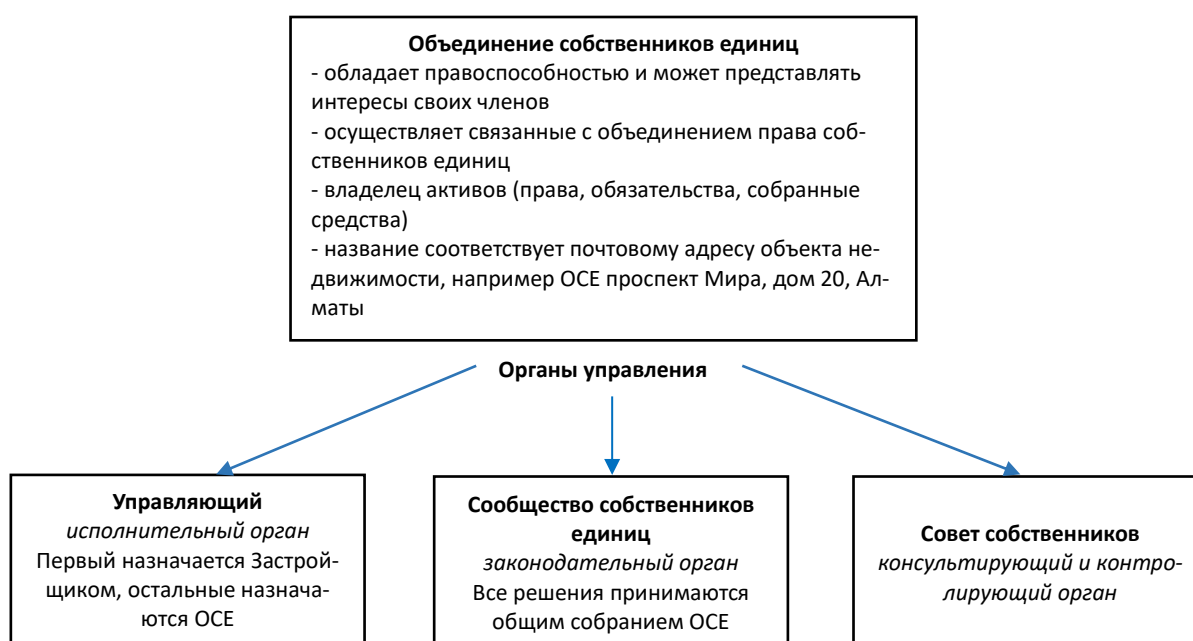 Объединение собственников единиц
- обладает правоспособностью и может представлять
интересы своих членов
- осуществляет связанные с объединением права соб-
ственников единиц
- владелец активов (права, обязательства, собранные
средства)
- название соответствует почтовому адресу объекта не-
движимости, например ОСЕ проспект Мира, дом 20, Ал-
маты
Органы управления
Управляющий
исполнительный орган
Первый назначается Застрой-
щиком, остальные назнача-
ются ОСЕ
Сообщество собственников
единиц
законодательный орган
Все решения принимаются
общим собранием ОСЕ
Совет собственников
консультирующий и контро-
лирующий орган